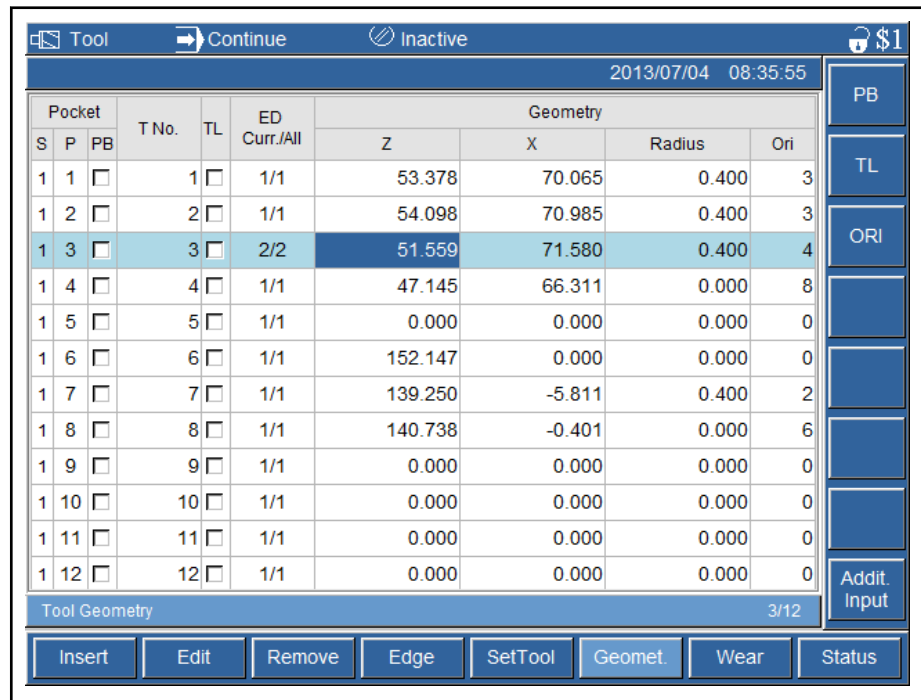 Tool Continue Inactive $1
2013/07/04 08:35:55
PB
Pocket T No. TL ED Curr./All Geometry
S P PB Z X Radius Ori
1 1 1 1/1 53.378 70.065 0.400 3
1 2 2 1/1 54.098 70.985 0.400 3
1 3 3 2/2 51.559 71.580 0.400 4
1 4 4 1/1 47.145 66.311 0.000 8
1 5 5 1/1 0.000 0.000 0.000 0
1 6 6 1/1 152.147 0.000 0.000 0
1 7 7 1/1 139.250 -5.811 0.400 2
1 8 8 1/1 140.738 -0.401 0.000 6
1 9 9 1/1 0.000 0.000 0.000 0
1 10 10 1/1 0.000 0.000 0.000 0
1 11 11 1/1 0.000 0.000 0.000 0
1 12 12 1/1 0.000 0.000 0.000 0
TL
ORI
Addit.
Input
Tool Geometry 3/12
Insert Edit Remove Edge SetTool Geomet. Wear Status